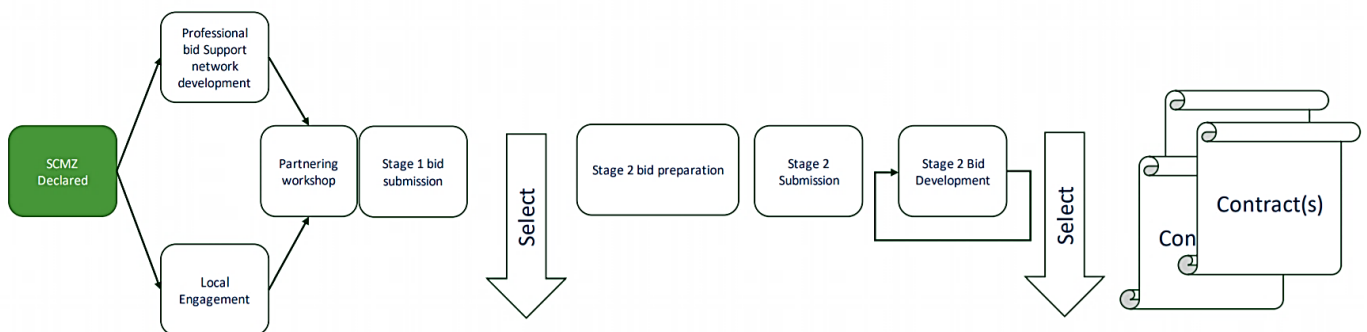 Professional
bid Support
network
development
SCMZ
Declared
Local
Engagement
Partnering
workshop
Stage 1 bid
submission
Select
Stage 2 bid preparation
Stage 2
Submission
Stage 2 Bid
Development
Select
Con
Contract(s)